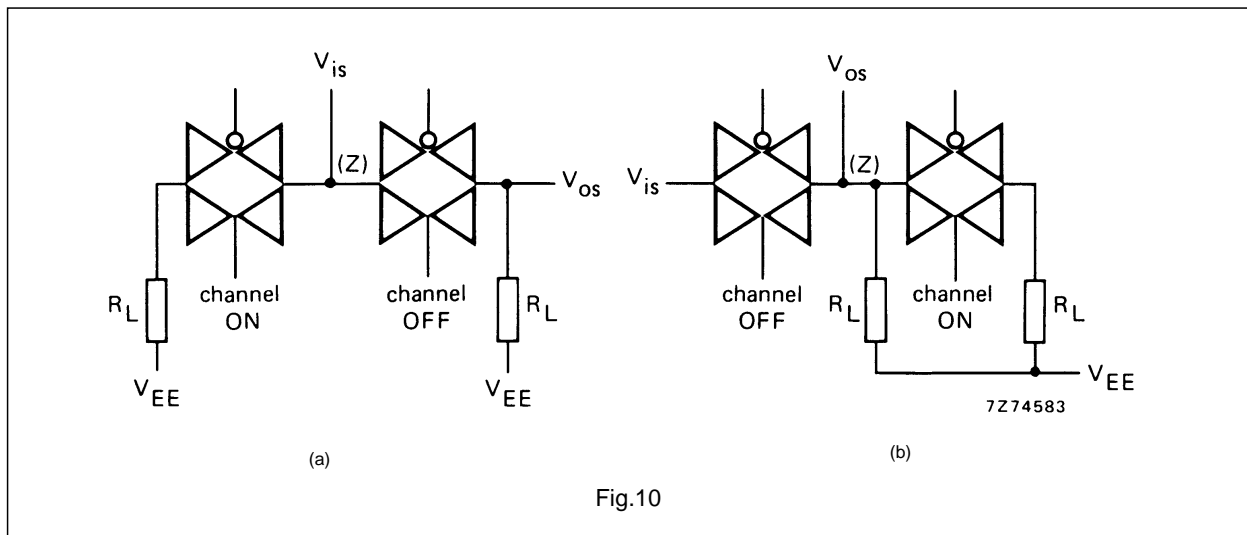 V_is
(Z)
V_os
R_L
channel
ON
channel
OFF
R_L
V_EE
V_EE
(a)
V_os
V_is
(Z)
channel
OFF
R_L
channel
ON
R_L
V_EE
7Z74583
(b)
Fig.10